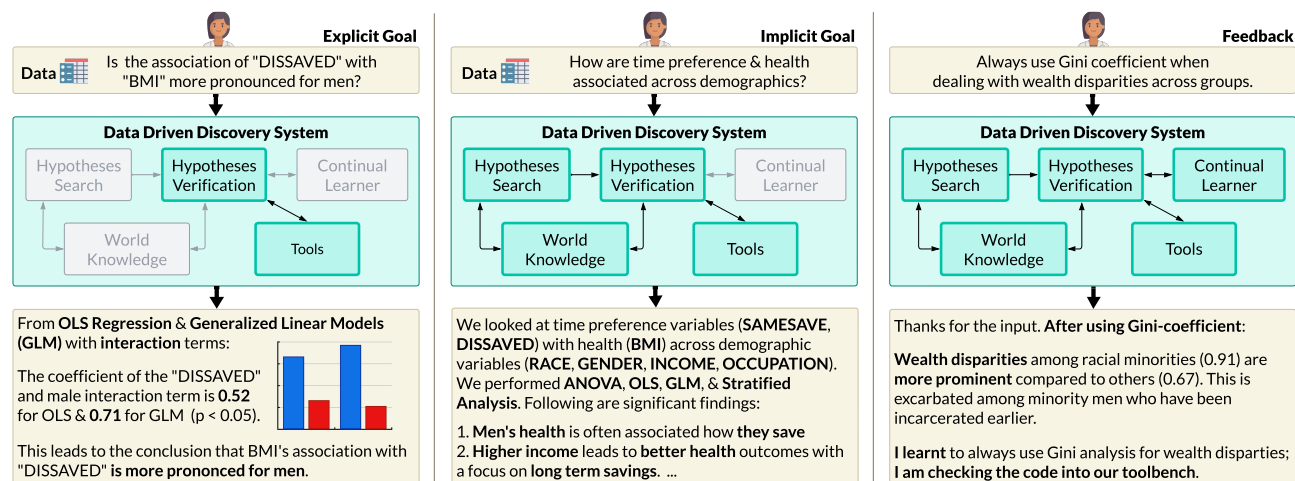 Explicit Goal
Data
Is the association of "DISSAVED" with
"BMI" more pronounced for men?
Data Driven Discovery System
Hypotheses
Search
Hypotheses
Verification
Continual
Learner
World
Knowledge
Tools
From OLS Regression & Generalized Linear Models
(GLM) with interaction terms:
The coefficient of the "DISSAVED"
and male interaction term is 0.52
for OLS & 0.71 for GLM (p < 0.05).
This leads to the conclusion that BMI's association with
"DISSAVED" is more pronounced for men.
Implicit Goal
Data
How are time preference & health
associated across demographics?
Data Driven Discovery System
Hypotheses
Search
Hypotheses
Verification
Continual
Learner
World
Knowledge
Tools
We looked at time preference variables (SAMESAVE,
DISSAVED) with health (BMI) across demographic
variables (RACE, GENDER, INCOME, OCCUPATION).
We performed ANOVA, OLS, GLM, & Stratified
Analysis. Following are significant findings:
1. Men's health is often associated how they save
2. Higher income leads to better health outcomes with
a focus on long term savings. ...
Feedback
Always use Gini coefficient when
dealing with wealth disparities across groups.
Data Driven Discovery System
Hypotheses
Search
Hypotheses
Verification
Continual
Learner
World
Knowledge
Tools
Thanks for the input. After using Gini-coefficient:
Wealth disparities among racial minorities (0.91) are
more prominent compared to others (0.67). This is
excarbated among minority men who have been
incarcerated earlier.
I learnt to always use Gini analysis for wealth disparties;
I am checking the code into our toolbench.